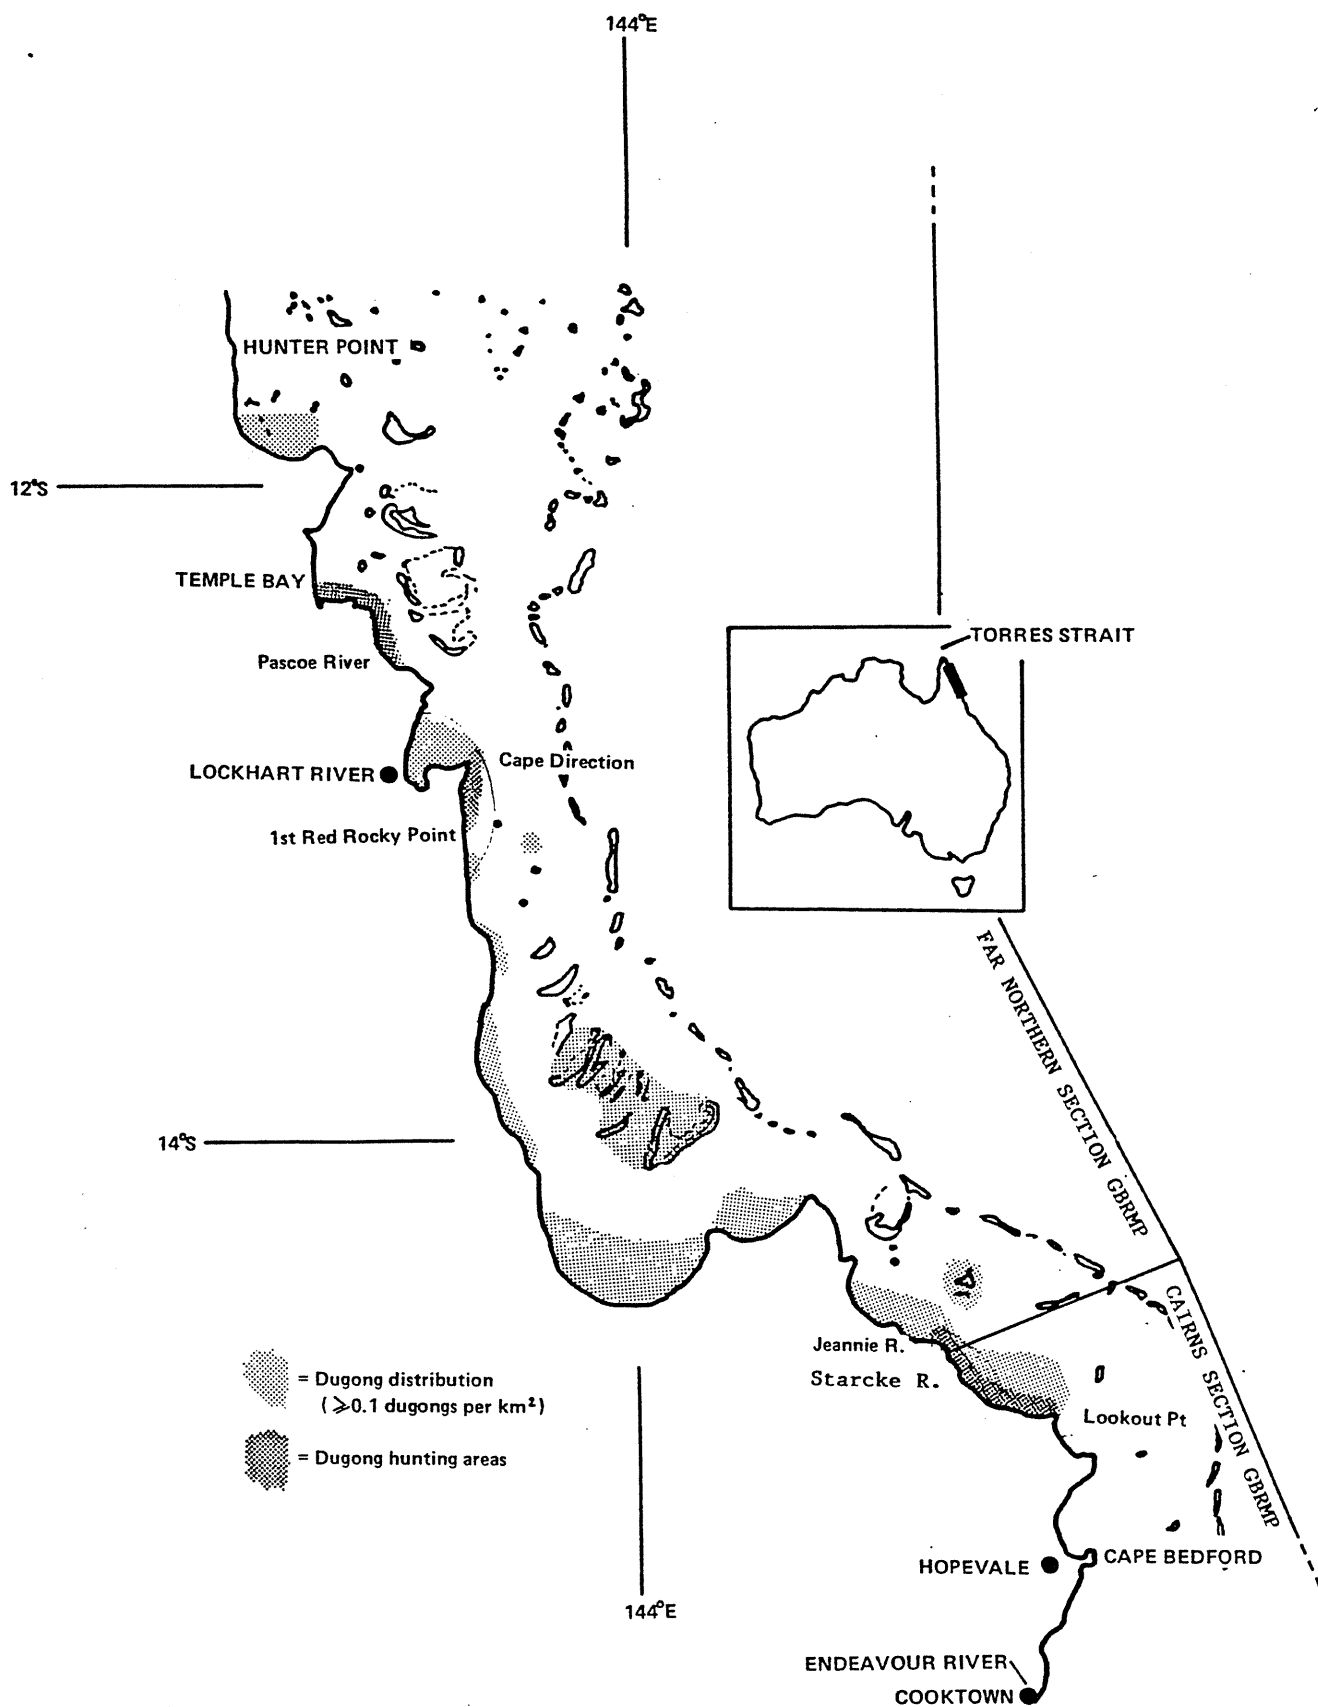 144°E
HUNTER POINT
12°S
TEMPLE BAY
TORRES STRAIT
Pascoe River
Cape Direction
LOCKHART RIVER
1st Red Rocky Point
FAR NORTHERN SECTION GBRMP
14°S
CAIRNS SECTION GBRMP
Jeannie R.
Starcke R.
= Dugong distribution
(⩾0.1 dugongs per km²)
Lookout Pt
= Dugong hunting areas
CAPE BEDFORD
HOPEVALE
144°E
ENDEAVOUR RIVER
COOKTOWN